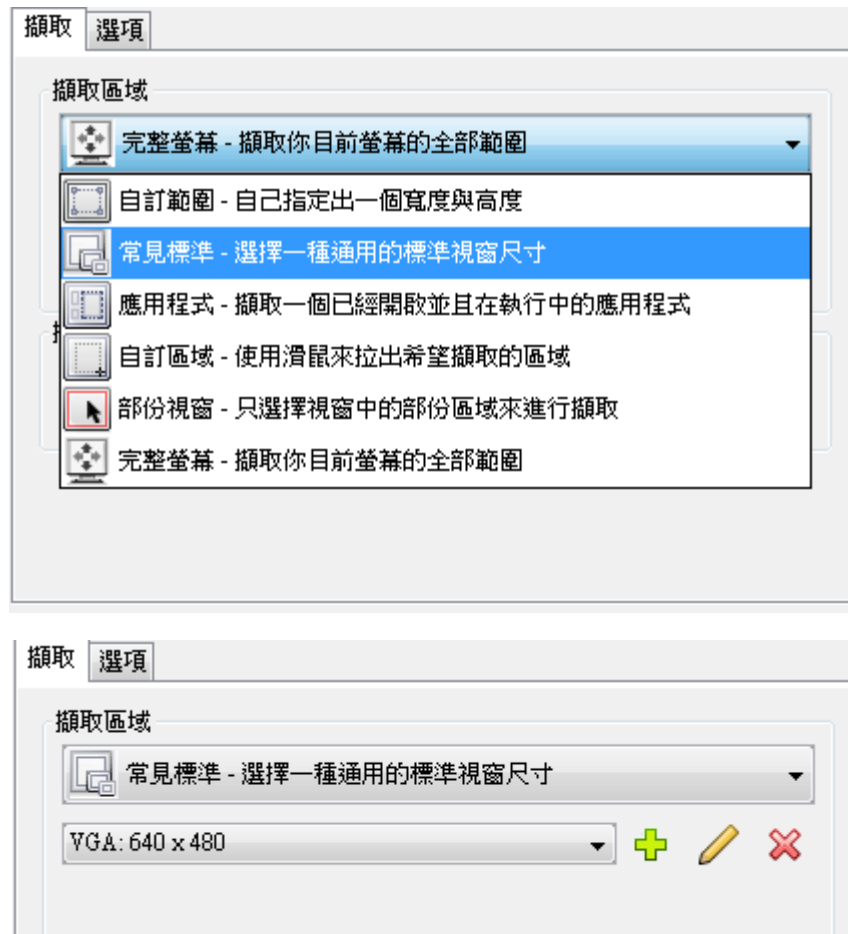 擷取 選項
擷取區域
完整螢幕 - 擷取你目前螢幕的全部範圍
自訂範圍 - 自己指定出一個寬度與高度
常見標準 - 選擇一種通用的標準視窗尺寸
應用程式 - 擷取一個已經開啟並且在執行中的應用程式
自訂區域 - 使用滑鼠來拉出希望擷取的區域
部份視窗 - 只選擇視窗中的部份區域來進行擷取
完整螢幕 - 擷取你目前螢幕的全部範圍
擷取 選項
擷取區域
常見標準 - 選擇一種通用的標準視窗尺寸
VGA: 640 x 480